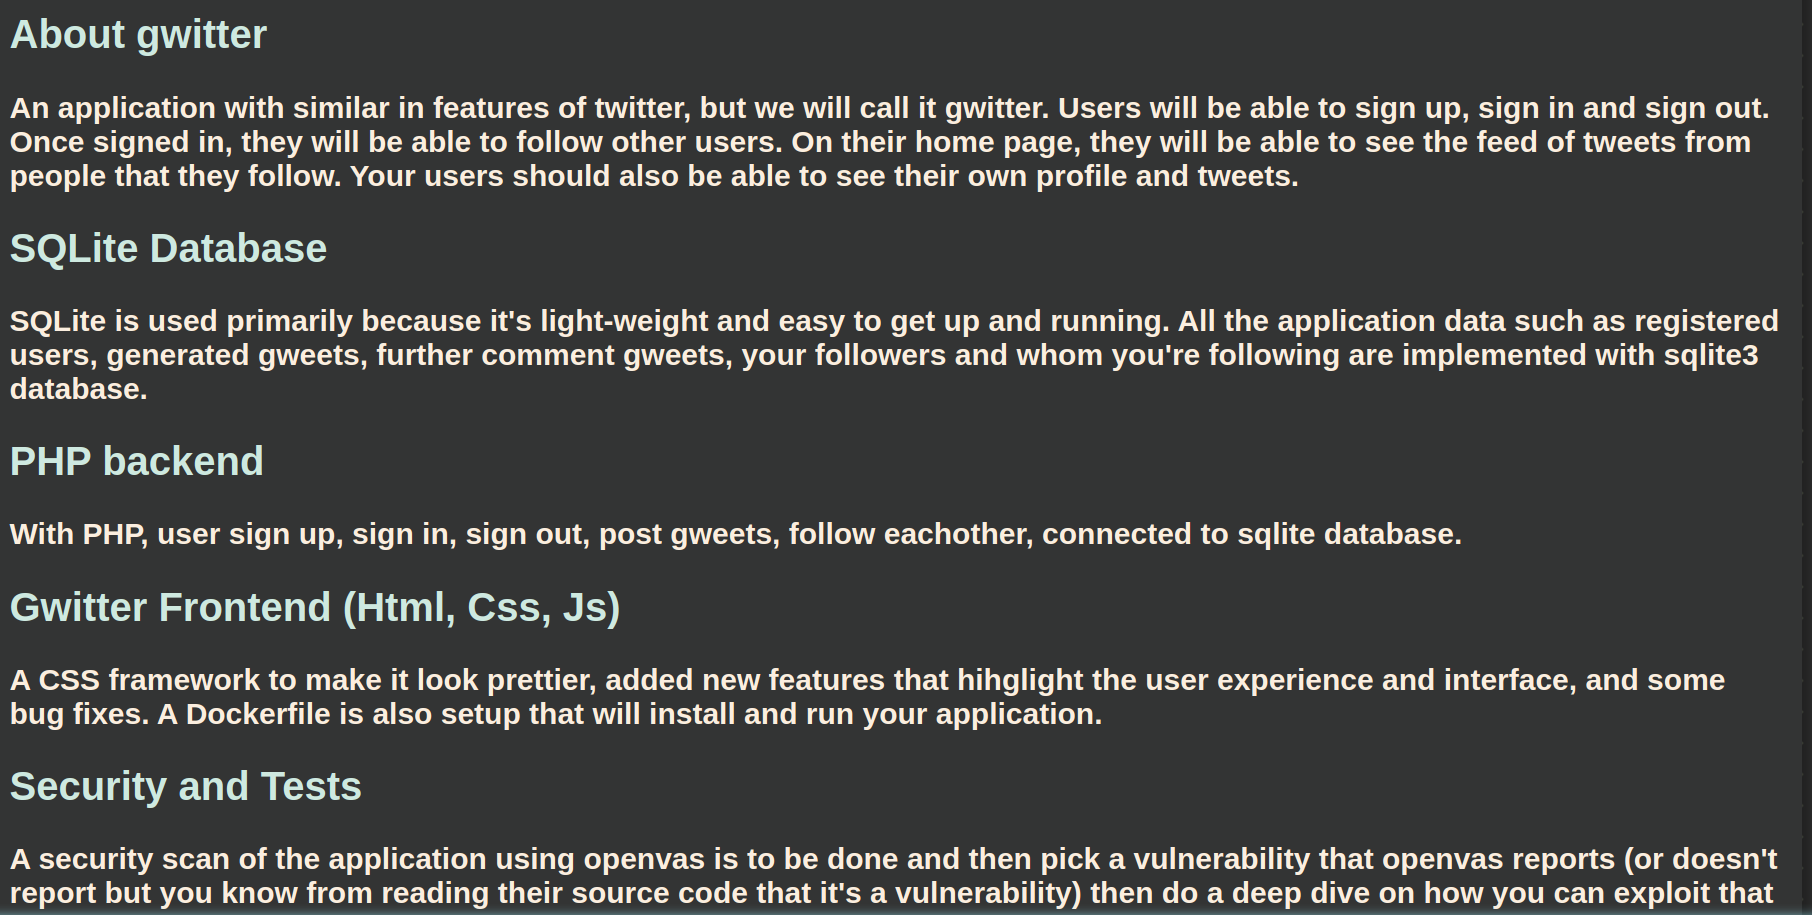 About gwitter
An application with similar in features of twitter, but we will call it gwitter. Users will be able to sign up, sign in and sign out.
Once signed in, they will be able to follow other users. On their home page, they will be able to see the feed of tweets from
people that they follow. Your users should also be able to see their own profile and tweets.
SQLite Database
SQLite is used primarily because it's light-weight and easy to get up and running. All the application data such as registered
users, generated gweets, further comment gweets, your followers and whom you're following are implemented with sqlite3
database.
PHP backend
With PHP, user sign up, sign in, sign out, post gweets, follow eachother, connected to sqlite database.
Gwitter Frontend (Html, Css, Js)
A CSS framework to make it look prettier, added new features that hihglight the user experience and interface, and some
bug fixes. A Dockerfile is also setup that will install and run your application.
Security and Tests
A security scan of the application using openvas is to be done and then pick a vulnerability that openvas reports (or doesn't
report but you know from reading their source code that it's a vulnerability) then do a deep dive on how you can exploit that